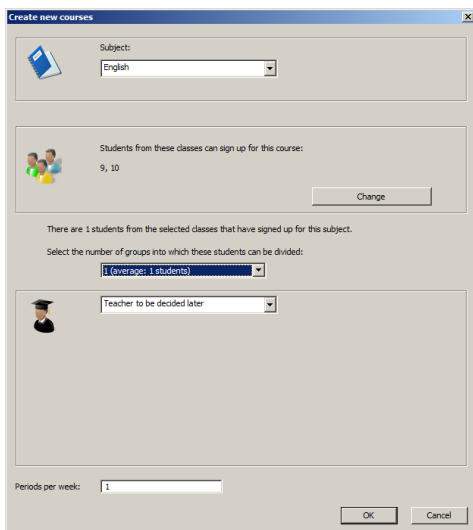 Create new courses
Subject:
English
Students from these classes can sign up for this course:
9, 10
Change
There are 1 students from the selected classes that have signed up for this subject.
Select the number of groups into which these students can be divided:
1 (average: 1 students)
Teacher to be decided later
Periods per week:
1
OK
Cancel